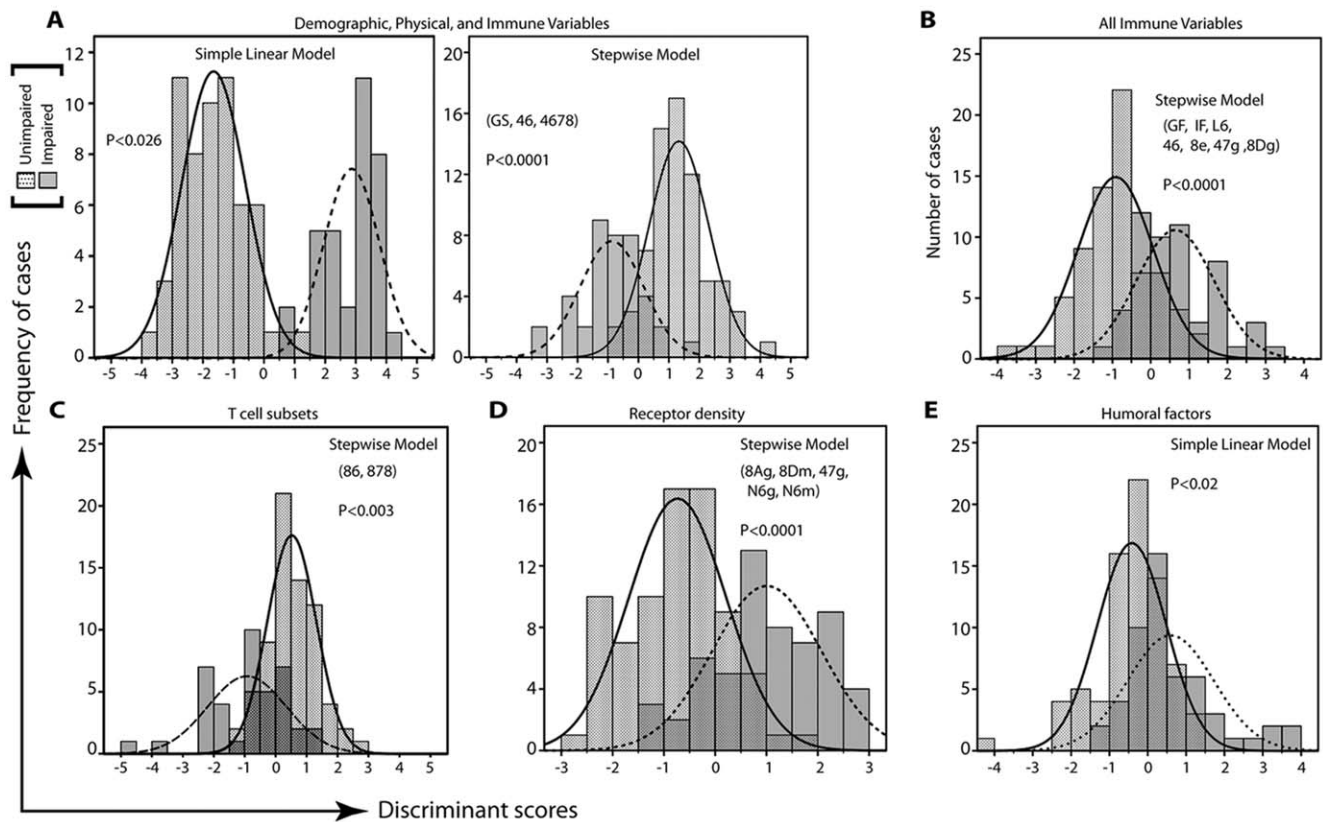 A
Demographic, Physical, and Immune Variables
Unimpaired
Impaired
Frequency of cases
Simple Linear Model
P<0.026
12
10
8
6
4
2
0
-5 -4 -3 -2 -1 0 1 2 3 4 5
Stepwise Model
(GS, 46, 4678)
P<0.0001
20
16
12
8
4
0
-5 -4 -3 -2 -1 0 1 2 3 4 5
B
All Immune Variables
Number of cases
Stepwise Model
(GF, IF, L6,
46, 8e, 47g ,8Dg)
P<0.0001
25
20
15
10
5
0
-4 -3 -2 -1 0 1 2 3 4
C
T cell subsets
Stepwise Model
(86, 878)
P<0.003
25
20
15
10
5
0
-5 -4 -3 -2 -1 0 1 2 3 4 5
D
Receptor density
Stepwise Model
(8Ag, 8Dm, 47g,
N6g, N6m)
P<0.0001
20
16
12
8
4
0
-3 -2 -1 0 1 2 3
E
Humoral factors
Simple Linear Model
P<0.02
25
20
15
10
5
0
-4 -3 -2 -1 0 1 2 3 4
Discriminant scores